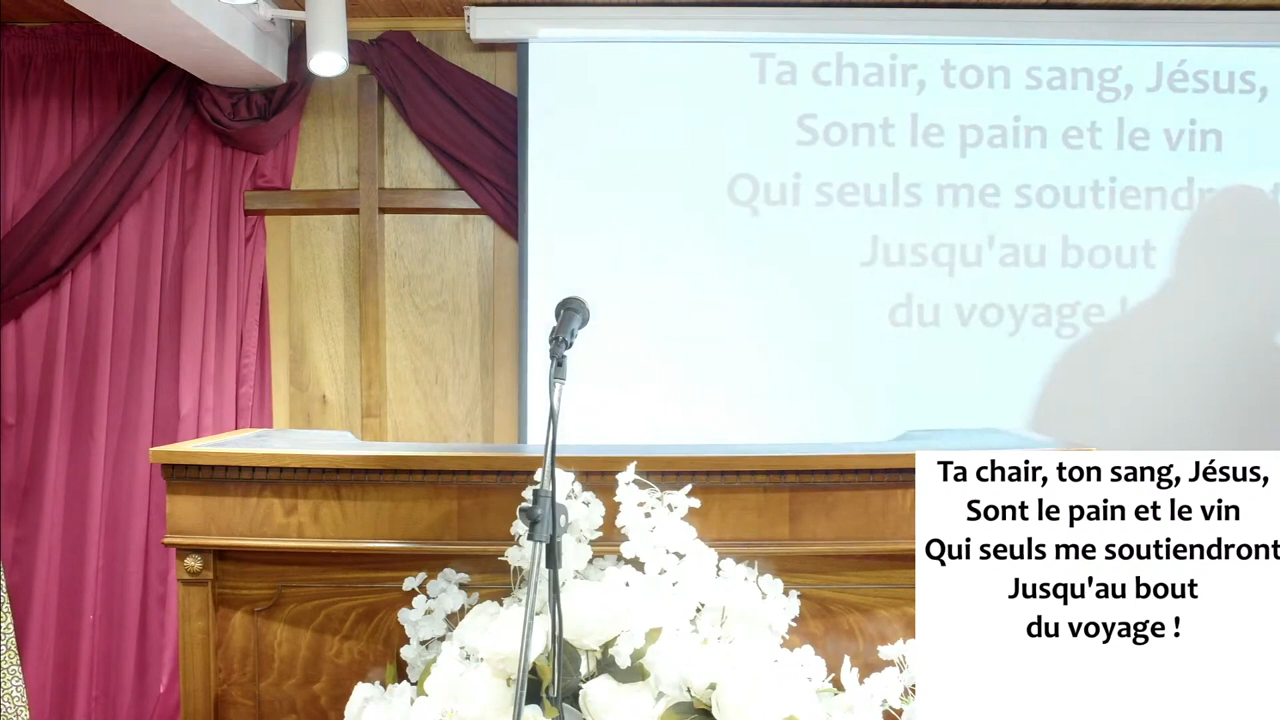 Ta chair, ton sang, Jésus,
Sont le pain et le vin
Qui seuls me soutiendront
Jusqu'au bout
du voyage !
Ta chair, ton sang, Jésus,
Sont le pain et le vin
Qui seuls me soutiendront
Jusqu'au bout
du voyage !